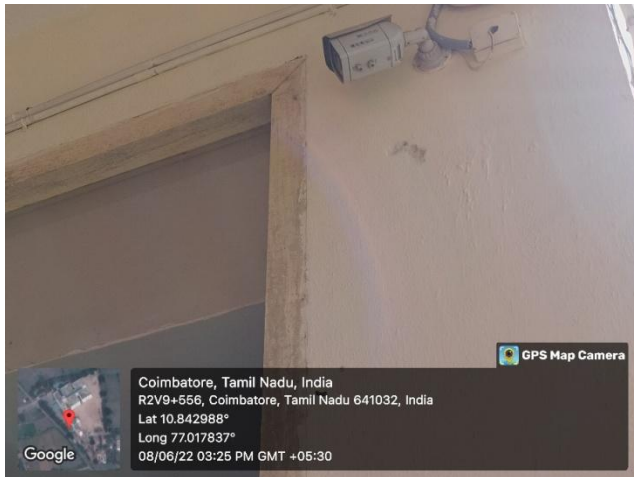 GPS Map Camera
Coimbatore, Tamil Nadu, India
R2V9+556, Coimbatore, Tamil Nadu 641032, India
Lat 10.842988°
Long 77.017837°
08/06/22 03:25 PM GMT +05:30
Google